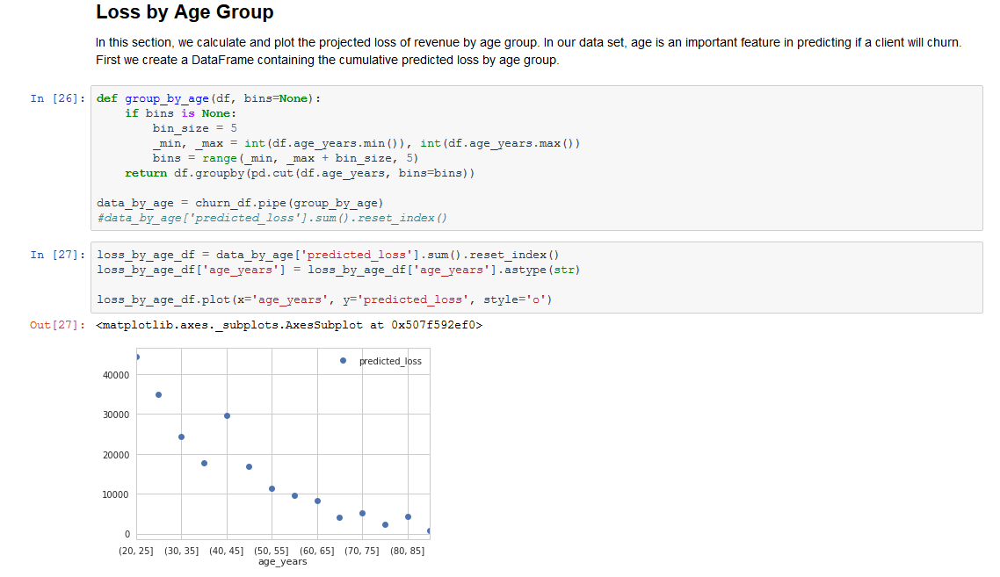 Loss by Age Group
In this section, we calculate and plot the projected loss of revenue by age group. In our data set, age is an important feature in predicting if a client will churn.
First we create a DataFrame containing the cumulative predicted loss by age group.
In [26]: def group_by_age(df, bins=None):
    if bins is None:
        bin_size = 5
        _min, _max = int(df.age_years.min()), int(df.age_years.max())
        bins = range(_min, _max + bin_size, 5)
    return df.groupby(pd.cut(df.age_years, bins=bins))
data_by_age = churn_df.pipe(group_by_age)
#data_by_age['predicted_loss'].sum().reset_index()
In [27]: loss_by_age_df = data_by_age['predicted_loss'].sum().reset_index()
loss_by_age_df['age_years'] = loss_by_age_df['age_years'].astype(str)
loss_by_age_df.plot(x='age_years', y='predicted_loss', style='o')
Out[27]: <matplotlib.axes._subplots.AxesSubplot at 0x507f592ef0>
predicted_loss
40000
30000
20000
10000
0
(20, 25] (30, 35] (40, 45] (50, 55] (60, 65] (70, 75] (80, 85]
age_years